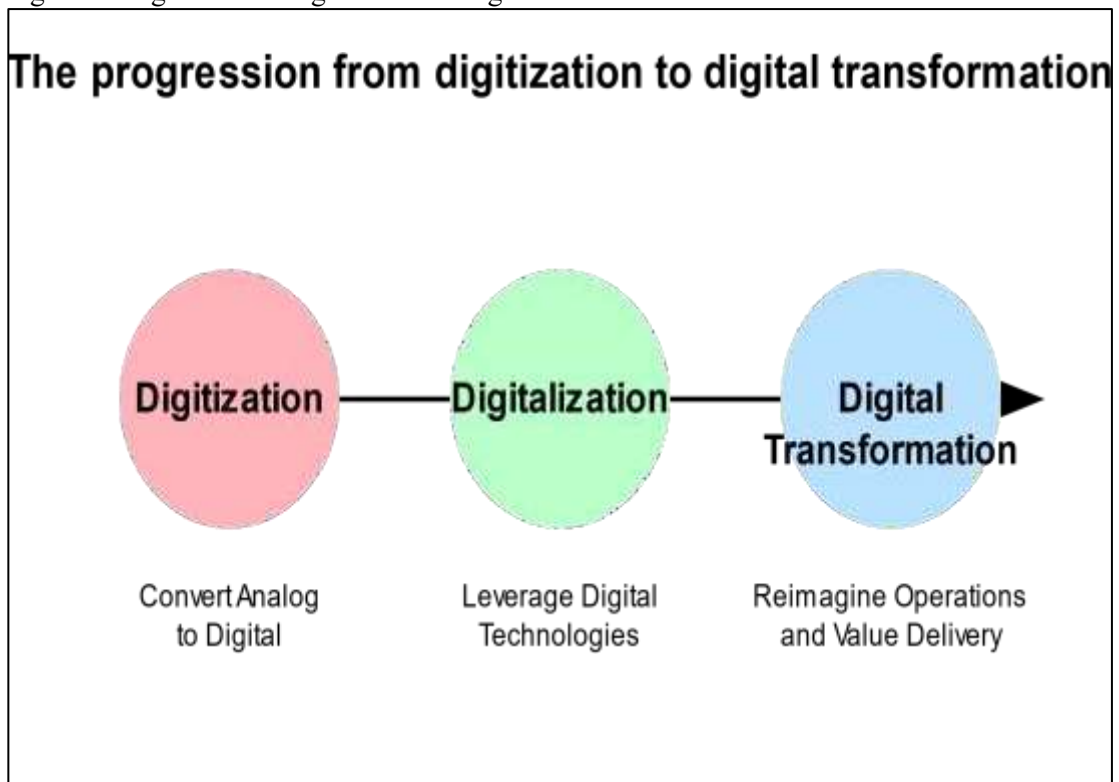 The progression from digitization to digital transformation
Digitization
Digitalization
Digital
Transformation
Convert Analog
to Digital
Leverage Digital
Technologies
Reimagine Operations
and Value Delivery